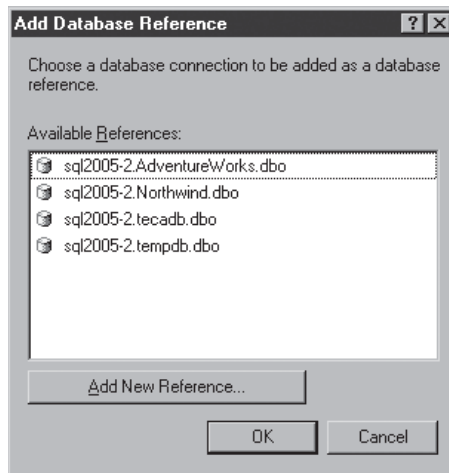 Add Database Reference
Choose a database connection to be added as a database
reference.
Available References:
sql2005-2.AdventureWorks.dbo
sql2005-2.Northwind.dbo
sql2005-2.tecadb.dbo
sql2005-2.tempdb.dbo
Add New Reference...
OK Cancel